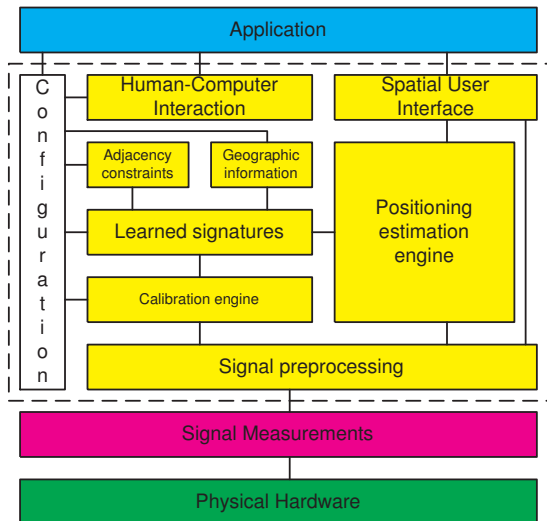 Application
C
o
n
f
i
g
u
r
a
t
i
o
n
Human-Computer
Interaction
Spatial User
Interface
Adjacency
constraints
Geographic
information
Positioning
estimation
engine
Learned signatures
Calibration engine
Signal preprocessing
Signal Measurements
Physical Hardware